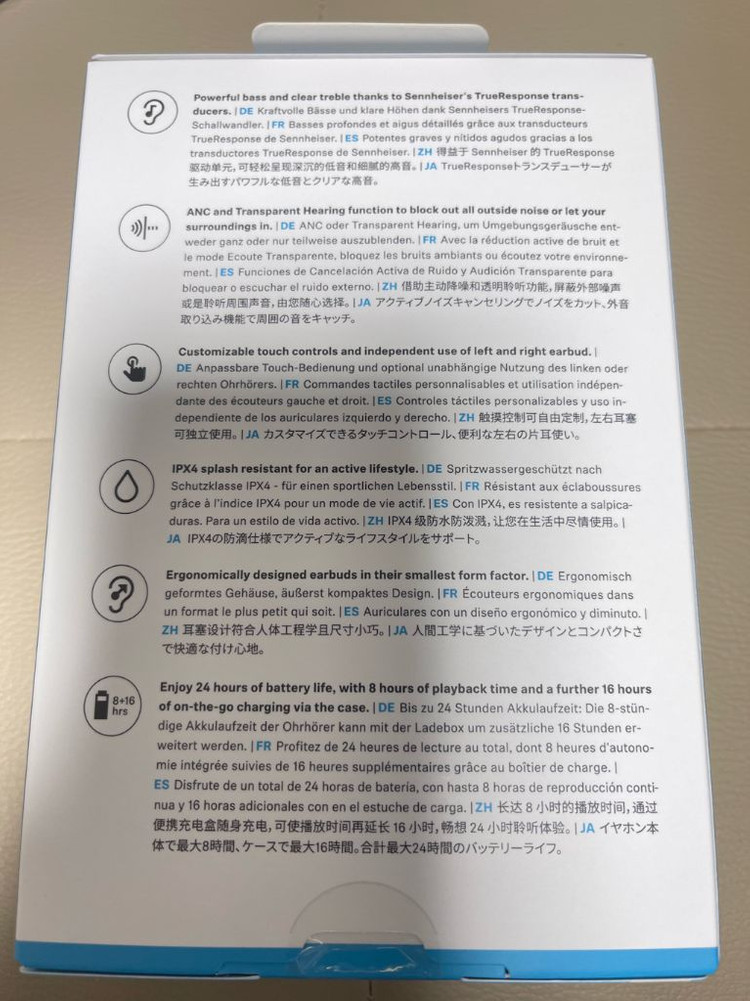 Powerful bass and clear treble thanks to Sennheiser's TrueResponse trans-
ducers. | DE Kraftvolle Bässe und klare Höhen dank Sennheisers TrueResponse-
Schallwandler. | FR Basses profondes et aigus détaillés grâce aux transducteurs
TrueResponse de Sennheiser. | ES Potentes graves y nítidos agudos gracias a los
transductores TrueResponse de Sennheiser. | ZH 得益于 Sennheiser 的 TrueResponse
驱动单元，可轻松呈现深沉的低音和细腻的高音。 | JA TrueResponseトランスデューサーが
生み出すパワフルな低音とクリアな高音。
ANC and Transparent Hearing function to block out all outside noise or let your
surroundings in. | DE ANC oder Transparent Hearing, um Umgebungsgeräusche ent-
weder ganz oder nur teilweise auszublenden. | FR Avec la réduction active de bruit et
le mode Ecoute Transparente, bloquez les bruits ambiants ou écoutez votre environne-
ment. | ES Funciones de Cancelación Activa de Ruido y Audición Transparente para
bloquear o escuchar el ruido externo. | ZH 借助主动降噪和透明聆听功能，屏蔽外部噪声
或是聆听周围声音，由您随心选择。 | JA アクティブノイズキャンセリングでノイズをカット、外音
取り込み機能で周囲の音をキャッチ。
Customizable touch controls and independent use of left and right earbud. |
DE Anpassbare Touch-Bedienung und optional unabhängige Nutzung des linken oder
rechten Ohrhörers. | FR Commandes tactiles personnalisables et utilisation indépen-
dante des écouteurs gauche et droit. | ES Controles táctiles personalizables y uso in-
dependiente de los auriculares izquierdo y derecho. | ZH 触摸控制可自由定制，左右耳塞
可独立使用。 | JA カスタマイズできるタッチコントロール、便利な左右の片耳使い。
IPX4 splash resistant for an active lifestyle. | DE Spritzwassergeschützt nach
Schutzklasse IPX4 - für einen sportlichen Lebensstil. | FR Résistant aux éclaboussures
grâce à l'indice IPX4 pour un mode de vie actif. | ES Con IPX4, es resistente a salpica-
duras. Para un estilo de vida activo. | ZH IPX4 级防水防泼溅，让您在生活中尽情使用。 |
JA IPX4の防滴仕様でアクティブなライフスタイルをサポート。
Ergonomically designed earbuds in their smallest form factor. | DE Ergonomisch
geformtes Gehäuse, äußerst kompaktes Design. | FR Écouteurs ergonomiques dans
un format le plus petit qui soit. | ES Auriculares con un diseño ergonómico y diminuto. |
ZH 耳塞设计符合人体工程学且尺寸小巧。 | JA 人間工学に基づいたデザインとコンパクトさ
で快適な付け心地。
8+16
hrs
Enjoy 24 hours of battery life, with 8 hours of playback time and a further 16 hours
of on-the-go charging via the case. | DE Bis zu 24 Stunden Akkulaufzeit: Die 8-stün-
dige Akkulaufzeit der Ohrhörer kann mit der Ladebox um zusätzliche 16 Stunden er-
weitert werden. | FR Profitez de 24 heures de lecture au total, dont 8 heures d'autono-
mie intégrée suivies de 16 heures supplémentaires grâce au boîtier de charge. |
ES Disfrute de un total de 24 horas de batería, con hasta 8 horas de reproducción conti-
nua y 16 horas adicionales con en el estuche de carga. | ZH 长达 8 小时的播放时间，通过
便携充电盒随身充电，可使播放时间再延长 16 小时，畅想 24 小时聆听体验。 | JA イヤホン本
体で最大8時間、ケースで最大16時間。合計最大24時間のバッテリーライフ。